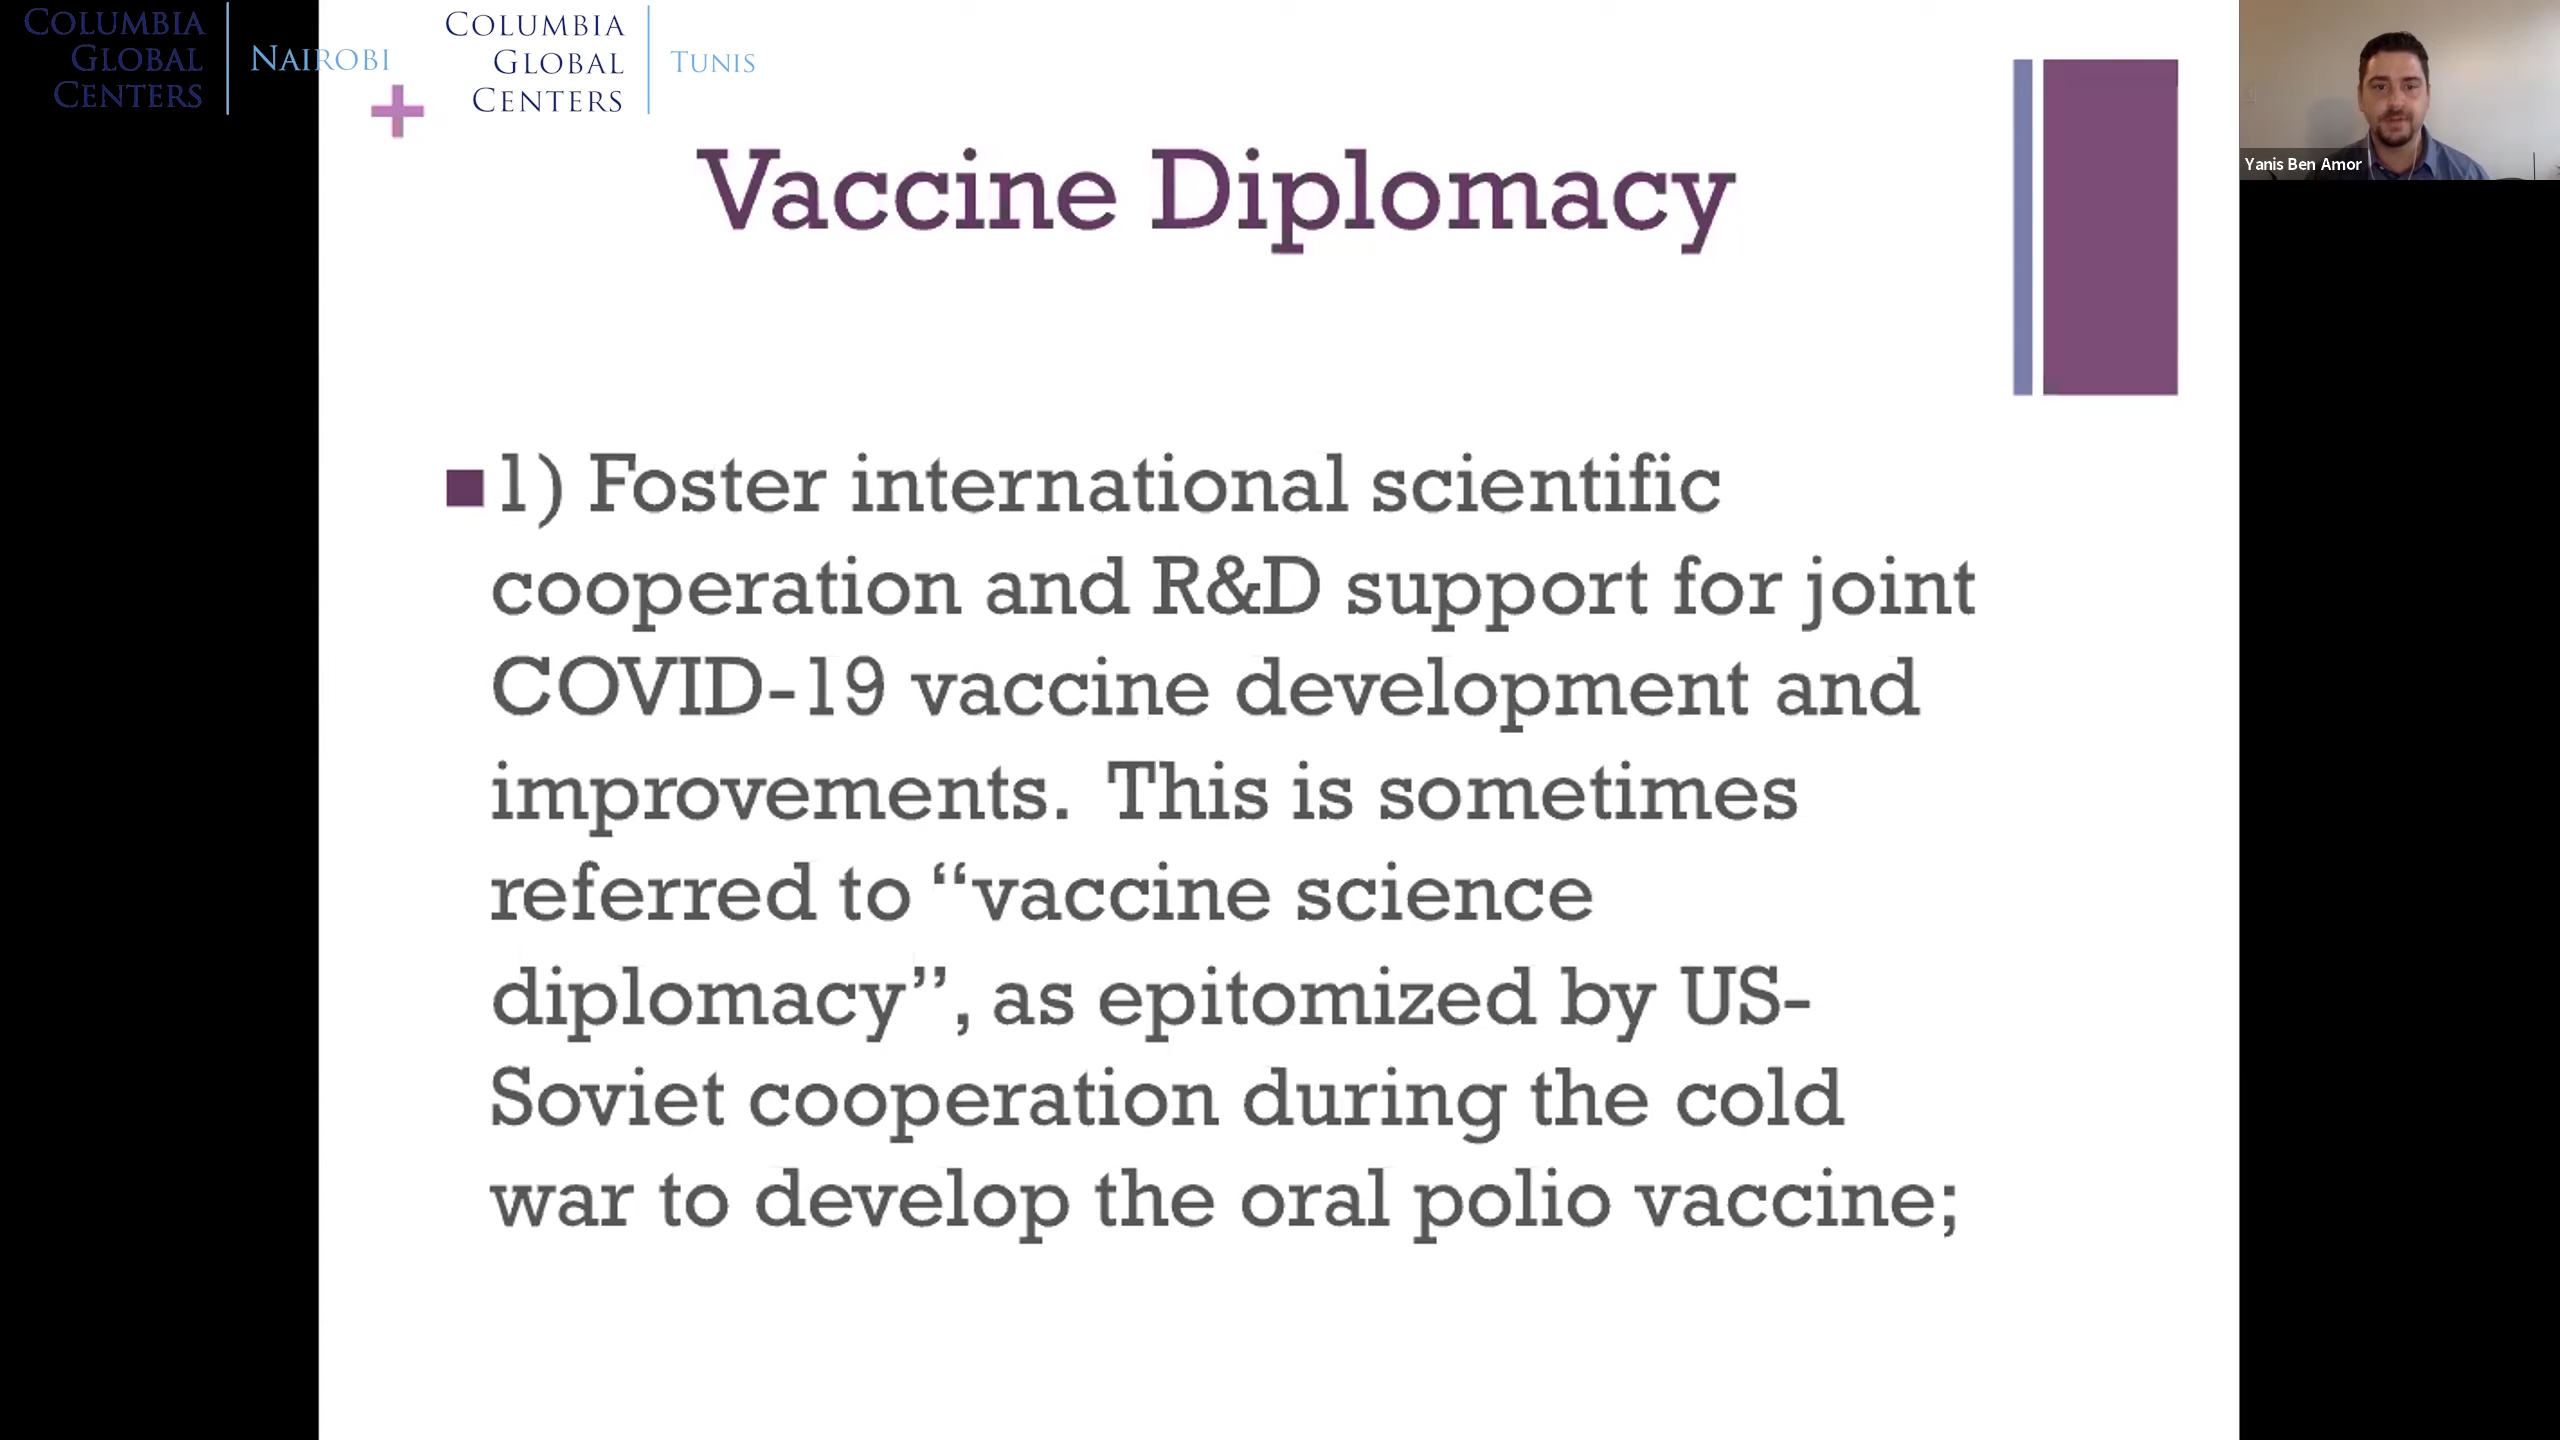 COLUMBIA
GLOBAL
CENTERS
NAIROBI
COLUMBIA
GLOBAL
CENTERS
TUNIS
+
Vaccine Diplomacy
Yanis Ben Amor
■1) Foster international scientific
cooperation and R&D support for joint
COVID-19 vaccine development and
improvements.  This is sometimes
referred to “vaccine science
diplomacy”, as epitomized by US-
Soviet cooperation during the cold
war to develop the oral polio vaccine;